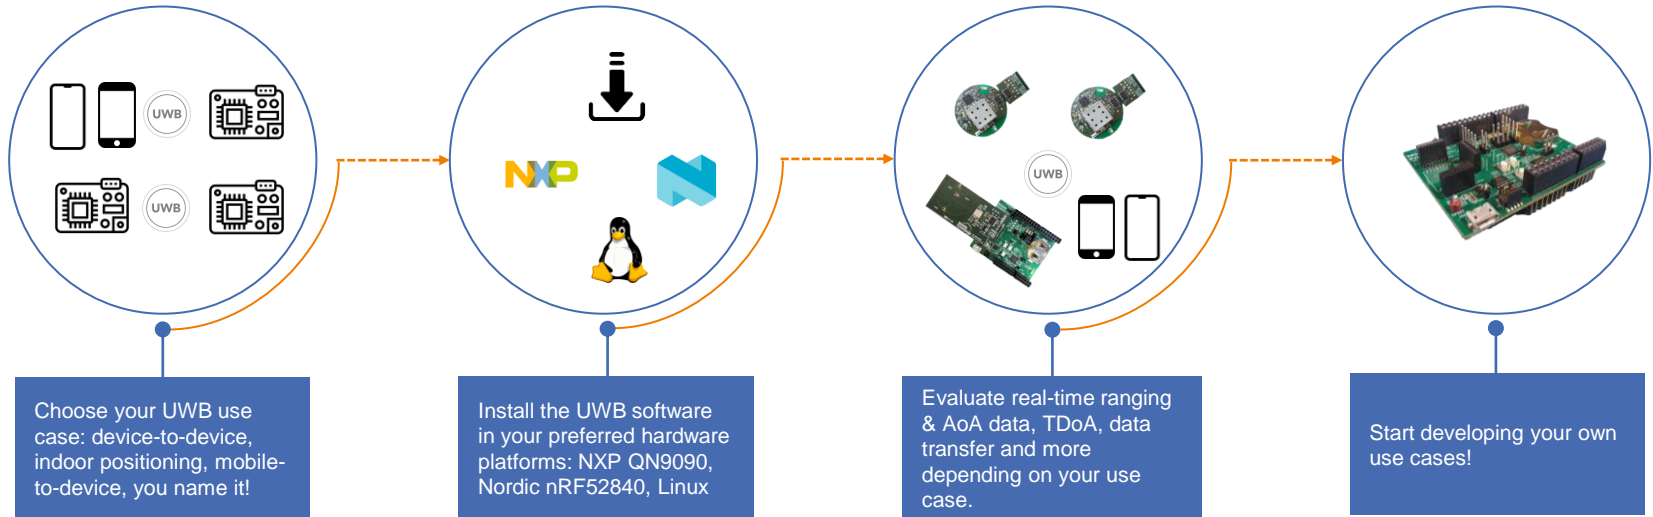 UWB
UWB
Choose your UWB use
case: device-to-device,
indoor positioning, mobile-
to-device, you name it!
NXP
Install the UWB software
in your preferred hardware
platforms: NXP QN9090,
Nordic nRF52840, Linux
UWB
Evaluate real-time ranging
& AoA data, TDoA, data
transfer and more
depending on your use
case.
Start developing your own
use cases!